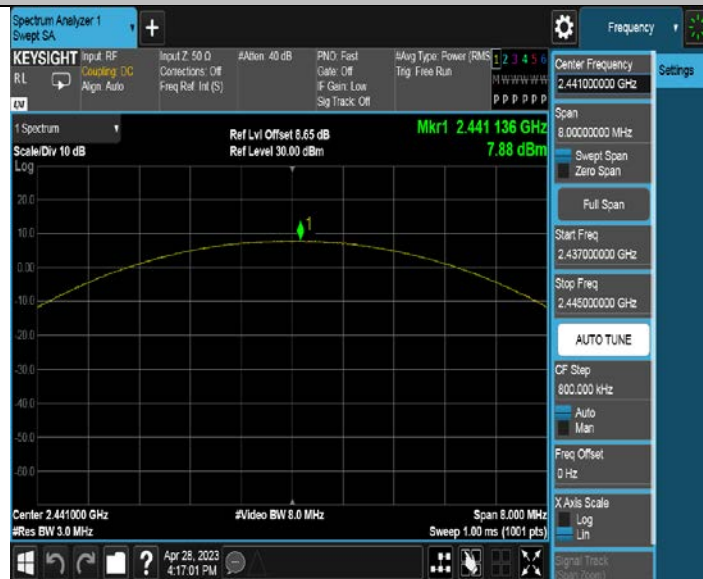 Spectrum Analyzer 1
Swept SA
Frequency
KEYSIGHT
RL
Input: RF
Coupling: DC
Align: Auto
Input Z: 50 Ω
Corrections: Off
Freq Ref: Int (S)
#Atten: 40 dB
PNO: Fast
Gate: Off
IF Gain: Low
Sig Track: Off
#Avg Type: Power (RMS
Trig: Free Run
1 2 3 4 5 6
M W W W W W
P P P P P P
Center Frequency
2.441000000 GHz
Settings
Span
8.00000000 MHz
Swept Span
Zero Span
Full Span
Start Freq
2.437000000 GHz
Stop Freq
2.445000000 GHz
AUTO TUNE
CF Step
800.000 kHz
Auto
Man
Freq Offset
0 Hz
X Axis Scale
Log
Lin
Signal Track
(Span Zoom)
1 Spectrum
Scale/Div 10 dB
Log
Ref Lvl Offset 8.65 dB
Ref Level 30.00 dBm
Mkr1 2.441 136 GHz
7.88 dBm
20.0
10.0
0.00
-10.0
-20.0
-30.0
-40.0
-50.0
-60.0
1
Center 2.441000 GHz
#Res BW 3.0 MHz
#Video BW 8.0 MHz
Span 8.000 MHz
Sweep 1.00 ms (1001 pts)
?
Apr 28, 2023
4:17:01 PM